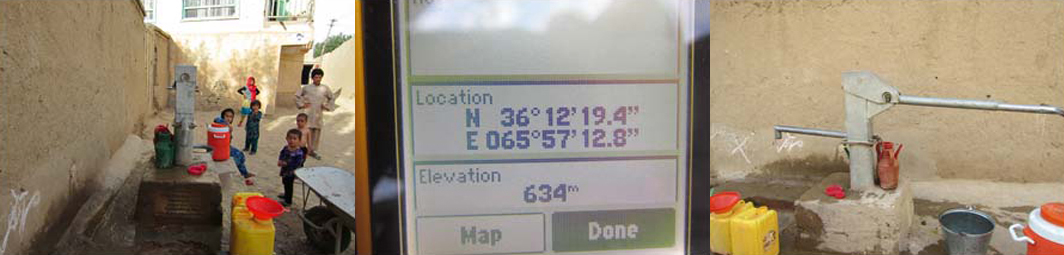 Location
N 36°12'19.4"
E 065°57'12.8"
Elevation
634m
Map
Done